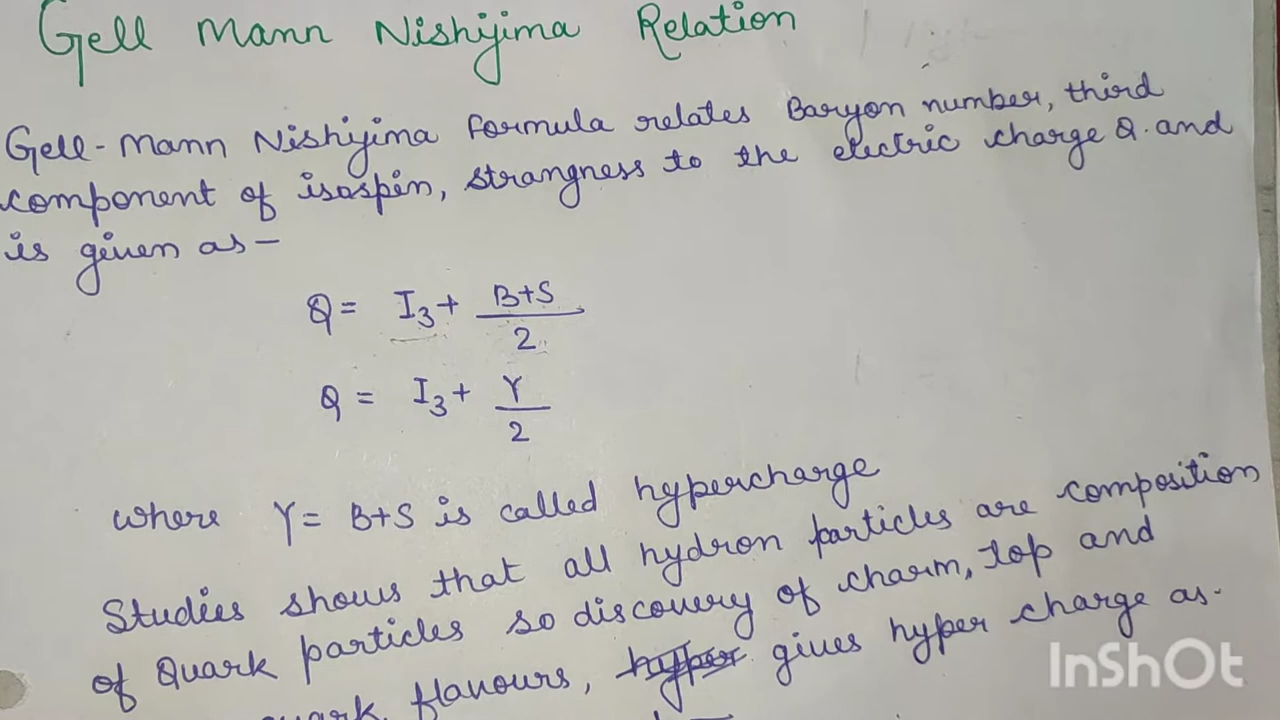 Gell Mann Nishijima Relation
Gell-Mann Nishijima Formula relates Baryon number, third
component of isospin, strangness to the electric charge Q. and
is given as -
Q = I₃ + B+S/2
Q = I₃ + Y/2
where Y = B+S is called hypercharge
Studies shows that all hydron particles are composition
of Quark particles so discovery of charm, top and
quark flavours, hyper gives hyper charge as.
InShOt